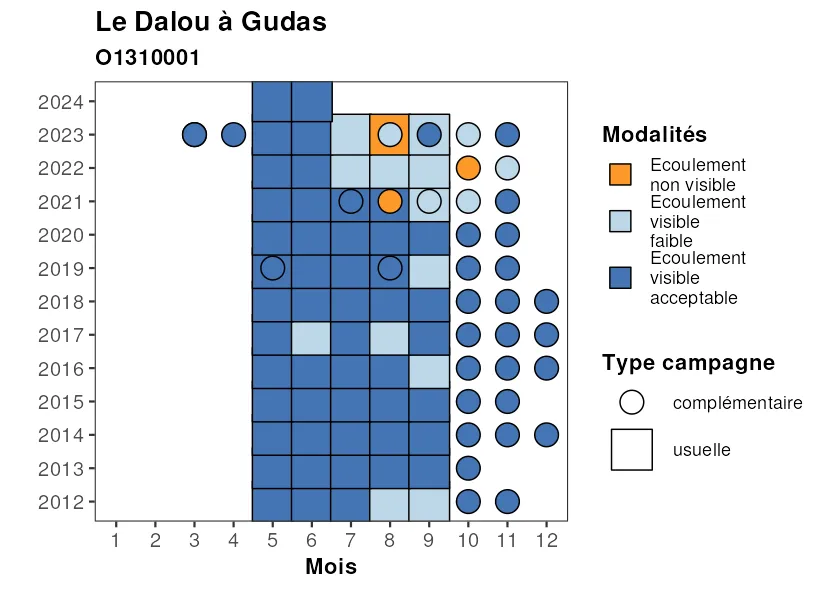 Le Dalou à Gudas
O1310001
2024
2023
2022
2021
2020
2019
2018
2017
2016
2015
2014
2013
2012
1 2 3 4 5 6 7 8 9 10 11 12
Mois
Modalités
Ecoulement
non visible
Ecoulement
visible
faible
Ecoulement
visible
acceptable
Type campagne
complémentaire
usuelle